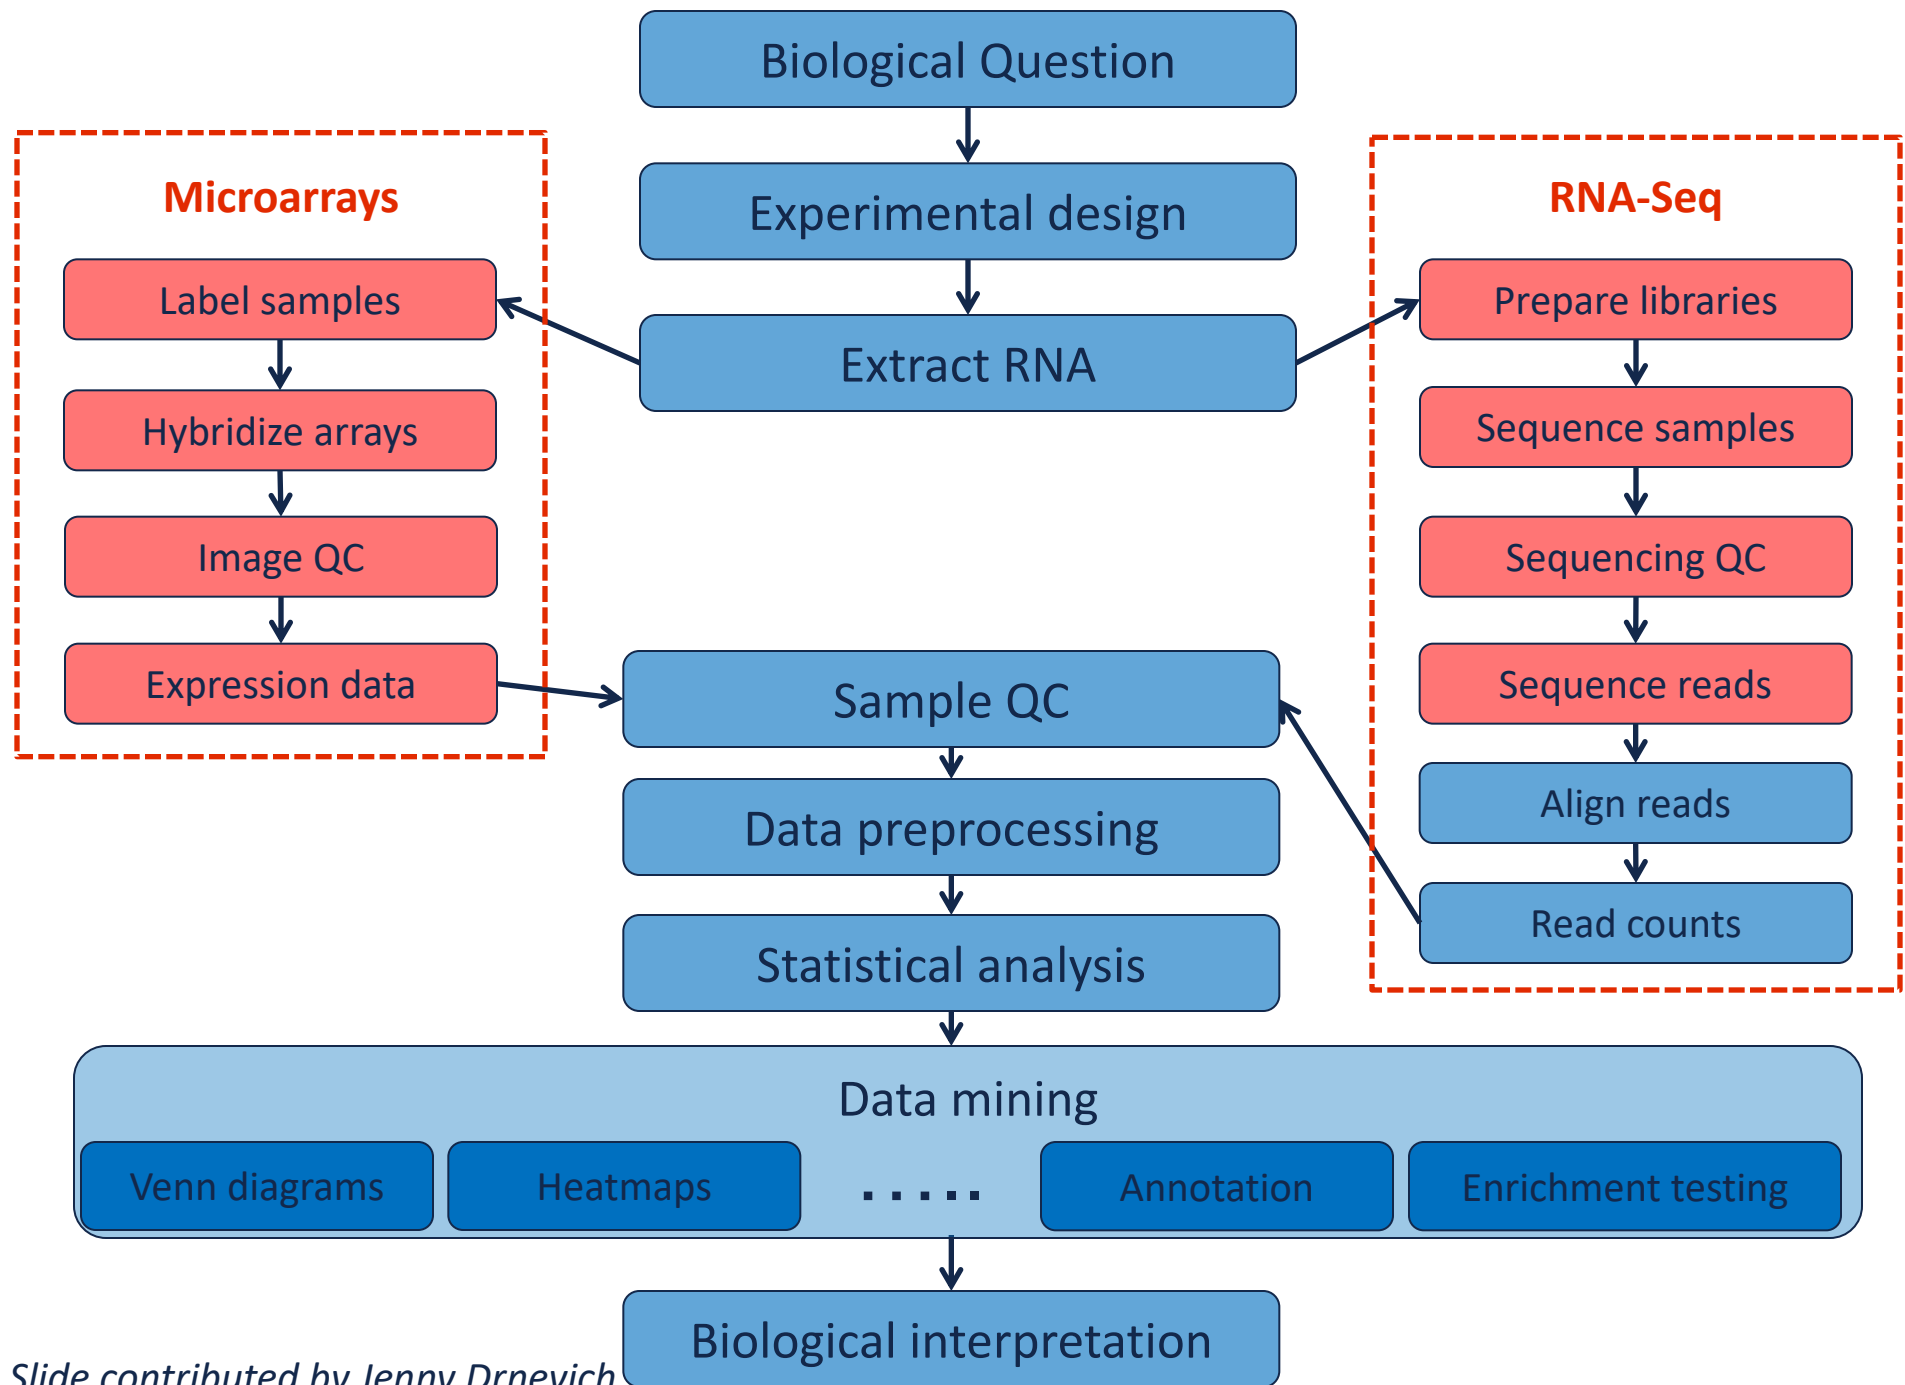 Biological Question
Experimental design
Extract RNA
Microarrays
Label samples
Hybridize arrays
Image QC
Expression data
RNA-Seq
Prepare libraries
Sequence samples
Sequencing QC
Sequence reads
Align reads
Read counts
Sample QC
Data preprocessing
Statistical analysis
Data mining
Venn diagrams
Heatmaps
.....
Annotation
Enrichment testing
Biological interpretation
Slide contributed by Jenny Drnevich